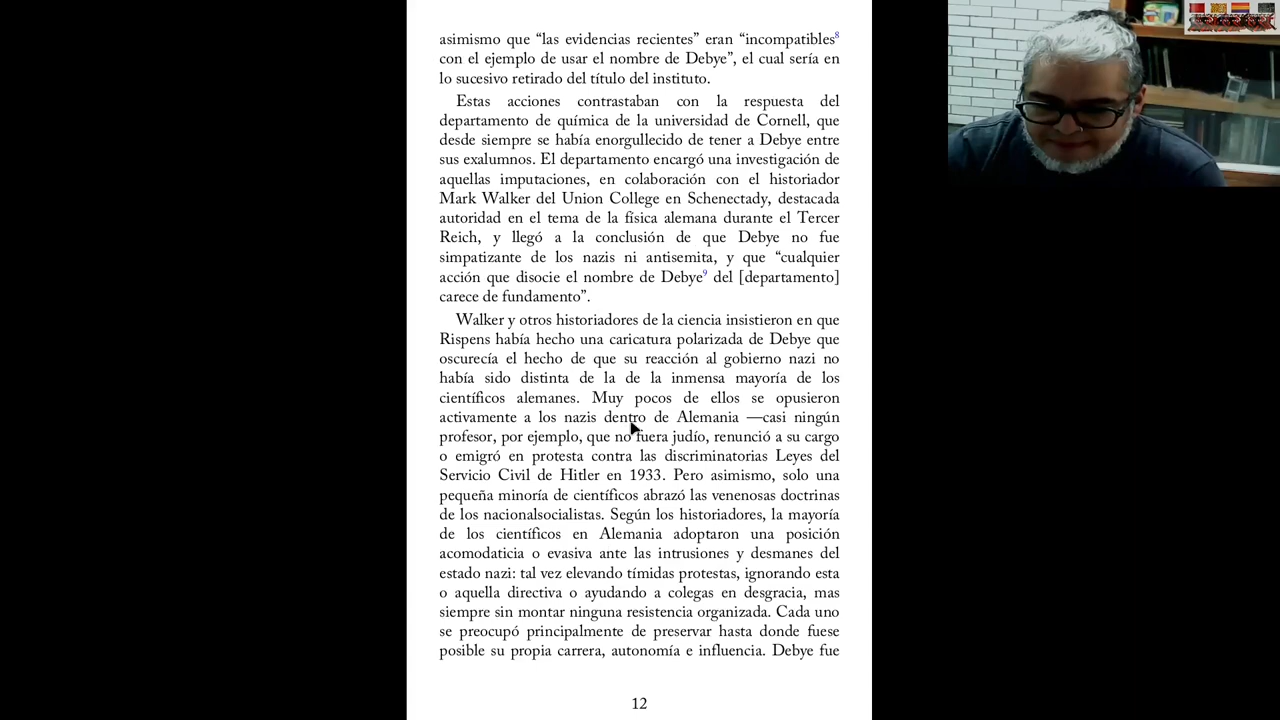 asimismo que “las evidencias recientes” eran “incompatibles8
con el ejemplo de usar el nombre de Debye”, el cual sería en
lo sucesivo retirado del título del instituto.
Estas acciones contrastaban con la respuesta del
departamento de química de la universidad de Cornell, que
desde siempre se había enorgullecido de tener a Debye entre
sus exalumnos. El departamento encargó una investigación de
aquellas imputaciones, en colaboración con el historiador
Mark Walker del Union College en Schenectady, destacada
autoridad en el tema de la física alemana durante el Tercer
Reich, y llegó a la conclusión de que Debye no fue
simpatizante de los nazis ni antisemita, y que “cualquier
acción que disocie el nombre de Debye9 del [departamento]
carece de fundamento”.
Walker y otros historiadores de la ciencia insistieron en que
Rispens había hecho una caricatura polarizada de Debye que
oscurecía el hecho de que su reacción al gobierno nazi no
había sido distinta de la de la inmensa mayoría de los
científicos alemanes. Muy pocos de ellos se opusieron
activamente a los nazis dentro de Alemania —casi ningún
profesor, por ejemplo, que no fuera judío, renunció a su cargo
o emigró en protesta contra las discriminatorias Leyes del
Servicio Civil de Hitler en 1933. Pero asimismo, solo una
pequeña minoría de científicos abrazó las venenosas doctrinas
de los nacionalsocialistas. Según los historiadores, la mayoría
de los científicos en Alemania adoptaron una posición
acomodaticia o evasiva ante las intrusiones y desmanes del
estado nazi: tal vez elevando tímidas protestas, ignorando esta
o aquella directiva o ayudando a colegas en desgracia, mas
siempre sin montar ninguna resistencia organizada. Cada uno
se preocupó principalmente de preservar hasta donde fuese
posible su propia carrera, autonomía e influencia. Debye fue
12